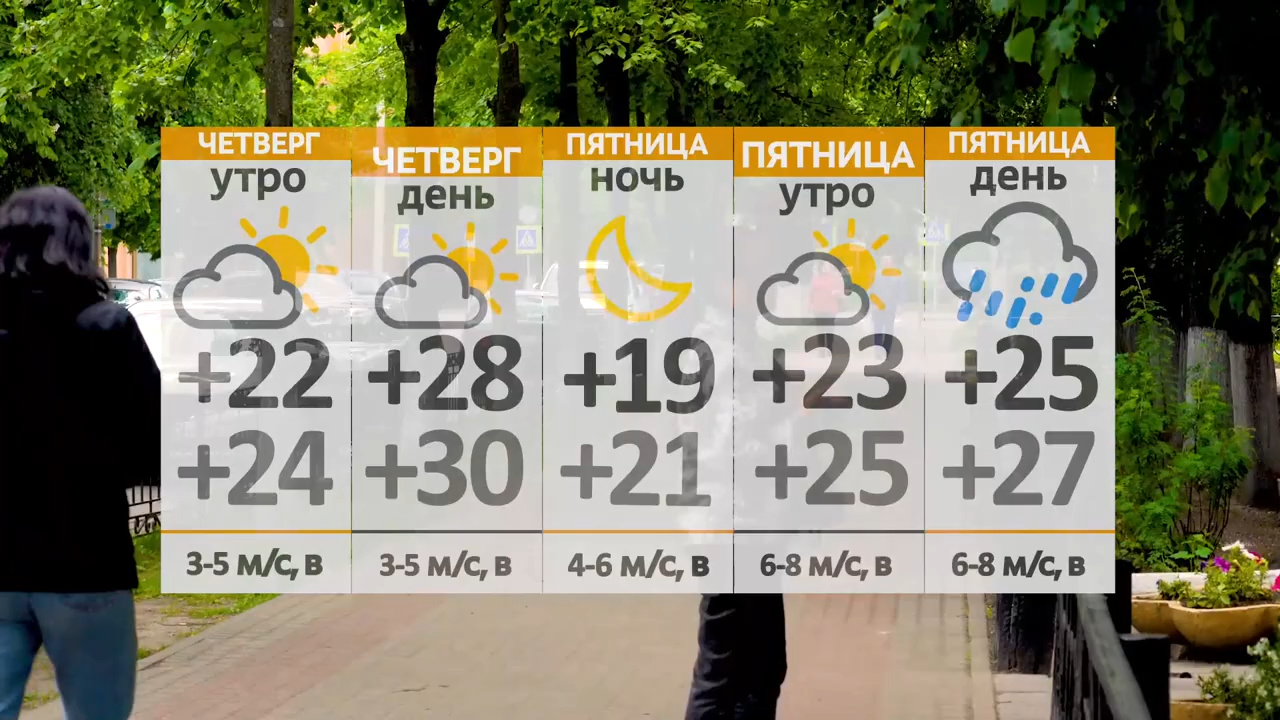 ЧЕТВЕРГ
утро
+22
+24
3-5 м/с, в
ЧЕТВЕРГ
день
+28
+30
3-5 м/с, в
ПЯТНИЦА
ночь
+19
+21
4-6 м/с, в
ПЯТНИЦА
утро
+23
+25
6-8 м/с, в
ПЯТНИЦА
день
+25
+27
6-8 м/с, в